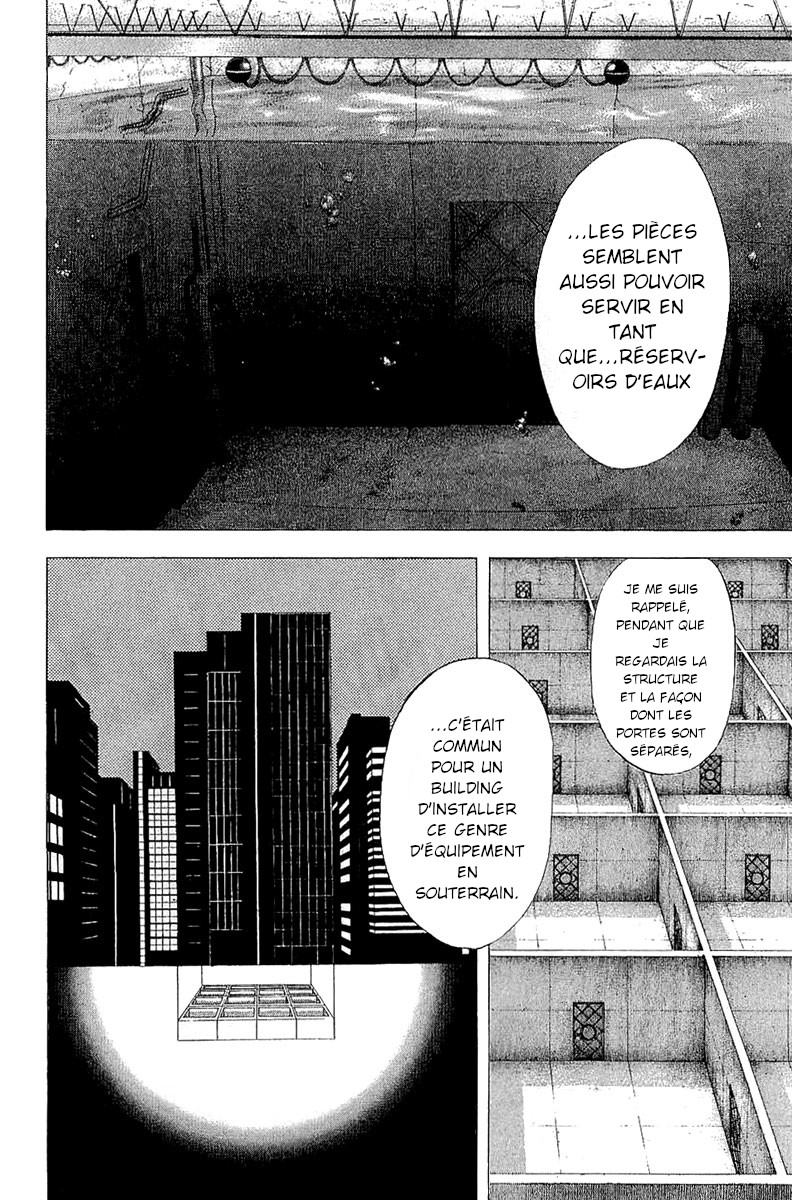 ...LES PIÈCES
SEMBLENT
AUSSI POUVOIR
SERVIR EN
TANT
QUE...RÉSERV-
OIRS D'EAUX
JE ME SUIS
RAPPELÉ,
PENDANT QUE
JE
REGARDAIS LA
STRUCTURE
ET LA FAÇON
DONT LES
PORTES SONT
SÉPARÉS,
...C'ÉTAIT
COMMUN
POUR UN
BUILDING
D'INSTALLER
CE GENRE
D'ÉQUIPEMENT
EN
SOUTERRAIN.